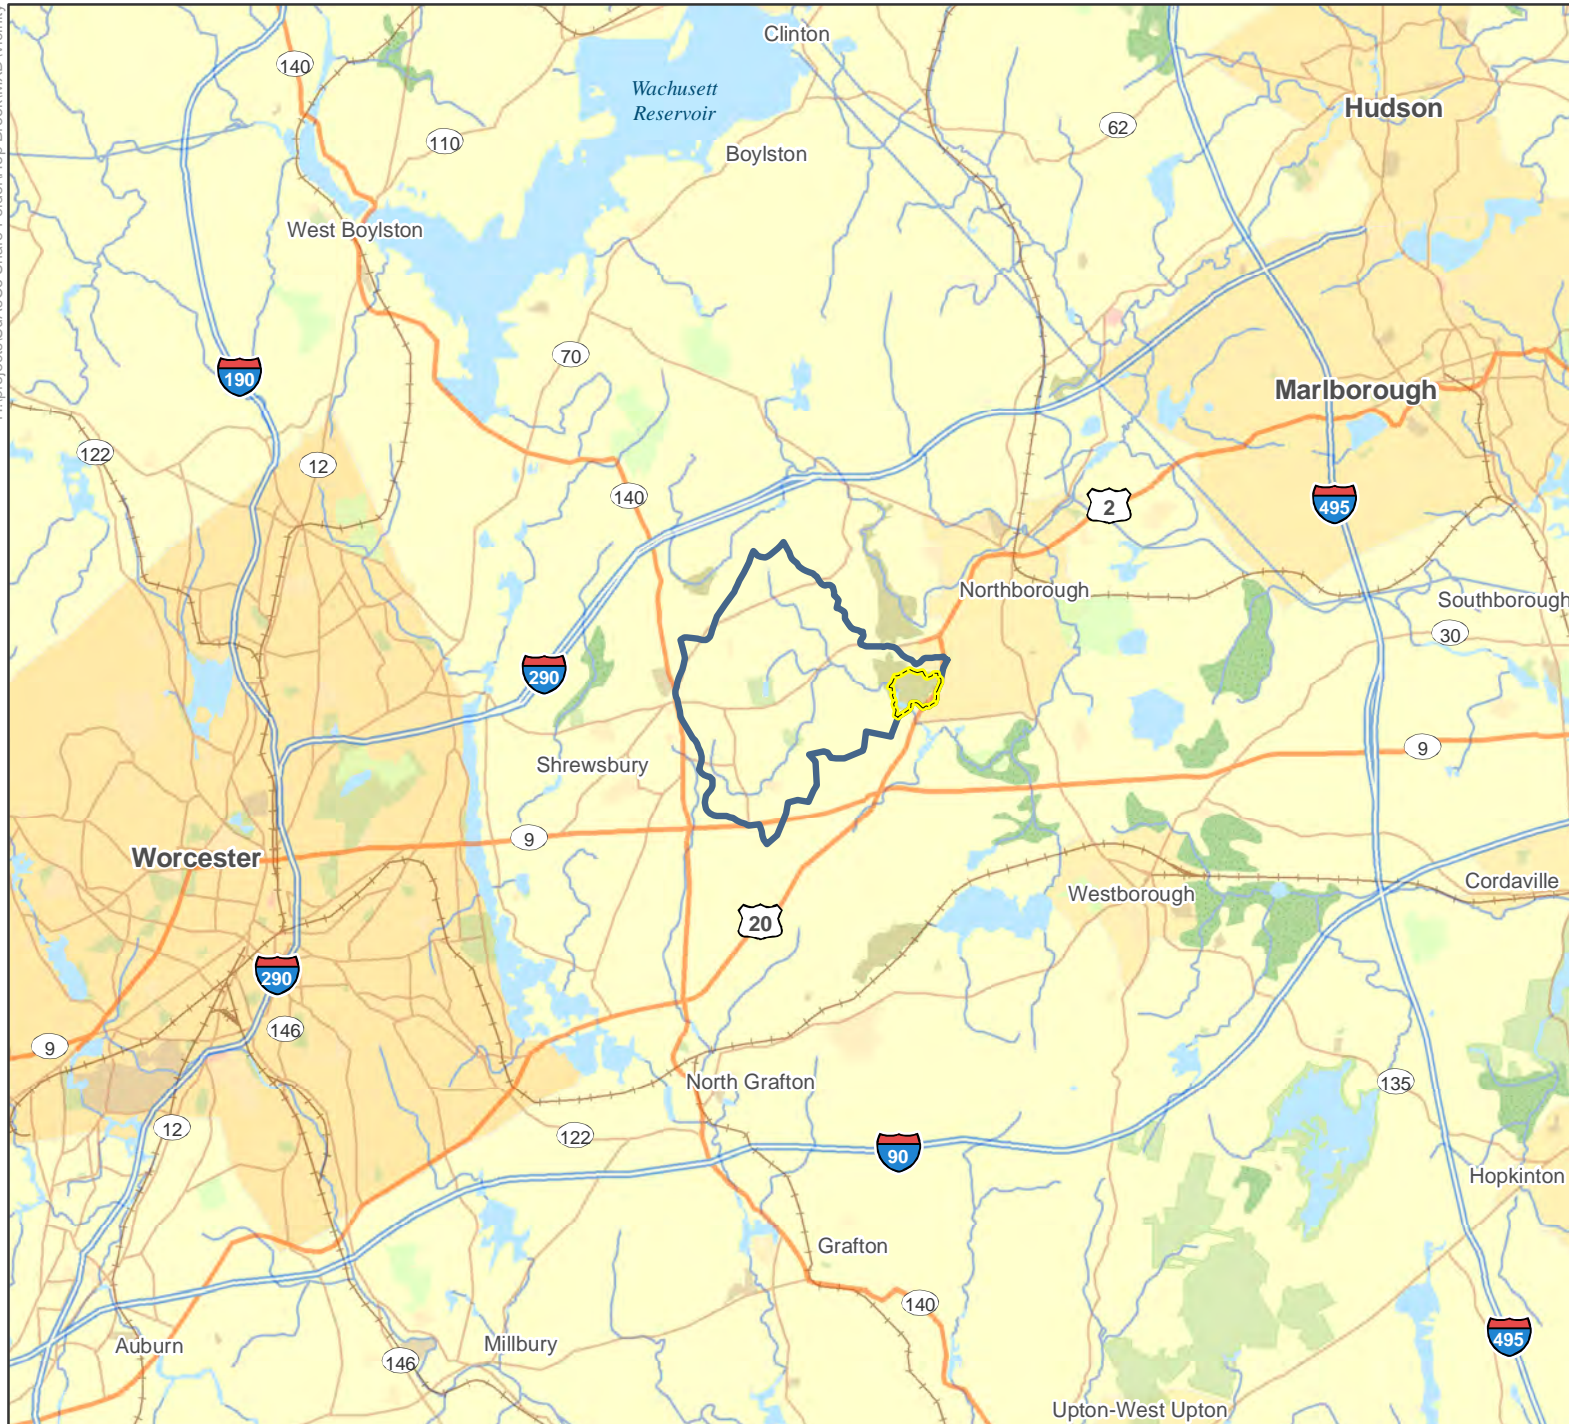 Clinton
140
Wachusett
Reservoir
Hudson
62
110
Boylston
West Boylston
70
190
Marlborough
122
12
140
2
495
Northborough
Southborough
30
290
9
Shrewsbury
9
Worcester
Cordaville
Westborough
20
290
146
9
North Grafton
135
12
122
90
Hopkinton
Grafton
140
495
Auburn
Millbury
146
Upton-West Upton